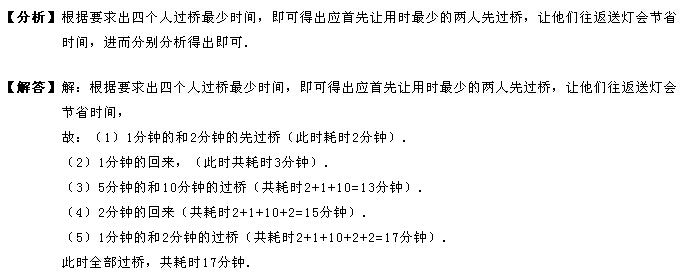 【分析】根据要求出四个人过桥最少时间，即可得出应首先让用时最少的两人先过桥，让他们往返送灯会节省
时间，进而分别分析得出即可．
【解答】解：根据要求出四个人过桥最少时间，即可得出应首先让用时最少的两人先过桥，让他们往返送灯会
节省时间，
故：（1）1分钟的和2分钟的先过桥（此时耗时2分钟）．
（2）1分钟的回来，（此时共耗时3分钟）．
（3）5分钟的和10分钟的过桥（共耗时2+1+10=13分钟）．
（4）2分钟的回来（共耗时2+1+10+2=15分钟）．
（5）1分钟的和2分钟的过桥（共耗时2+1+10+2+2=17分钟）．
此时全部过桥，共耗时17分钟．